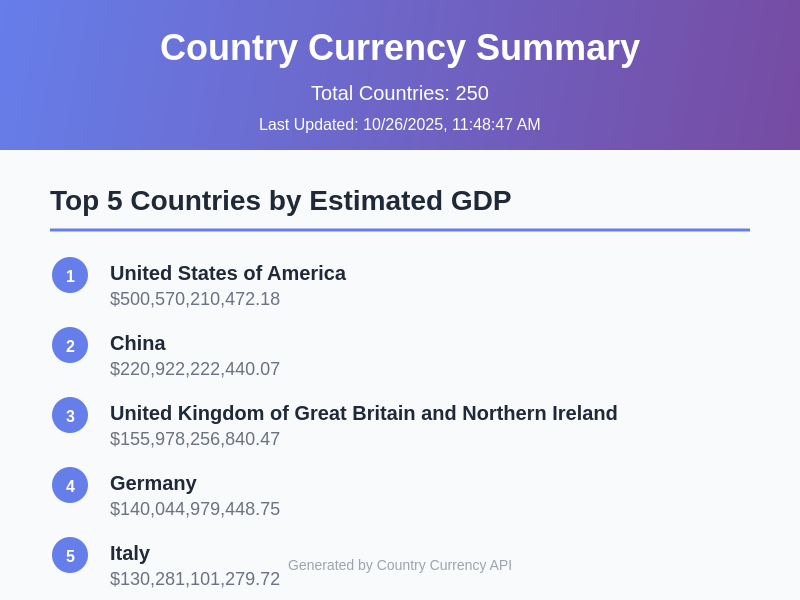 Country Currency Summary
Total Countries: 250
Last Updated: 10/26/2025, 11:48:47 AM
Top 5 Countries by Estimated GDP
1
United States of America
$500,570,210,472.18
2
China
$220,922,222,440.07
3
United Kingdom of Great Britain and Northern Ireland
$155,978,256,840.47
4
Germany
$140,044,979,448.75
5
Italy
$130,281,101,279.72
Generated by Country Currency API